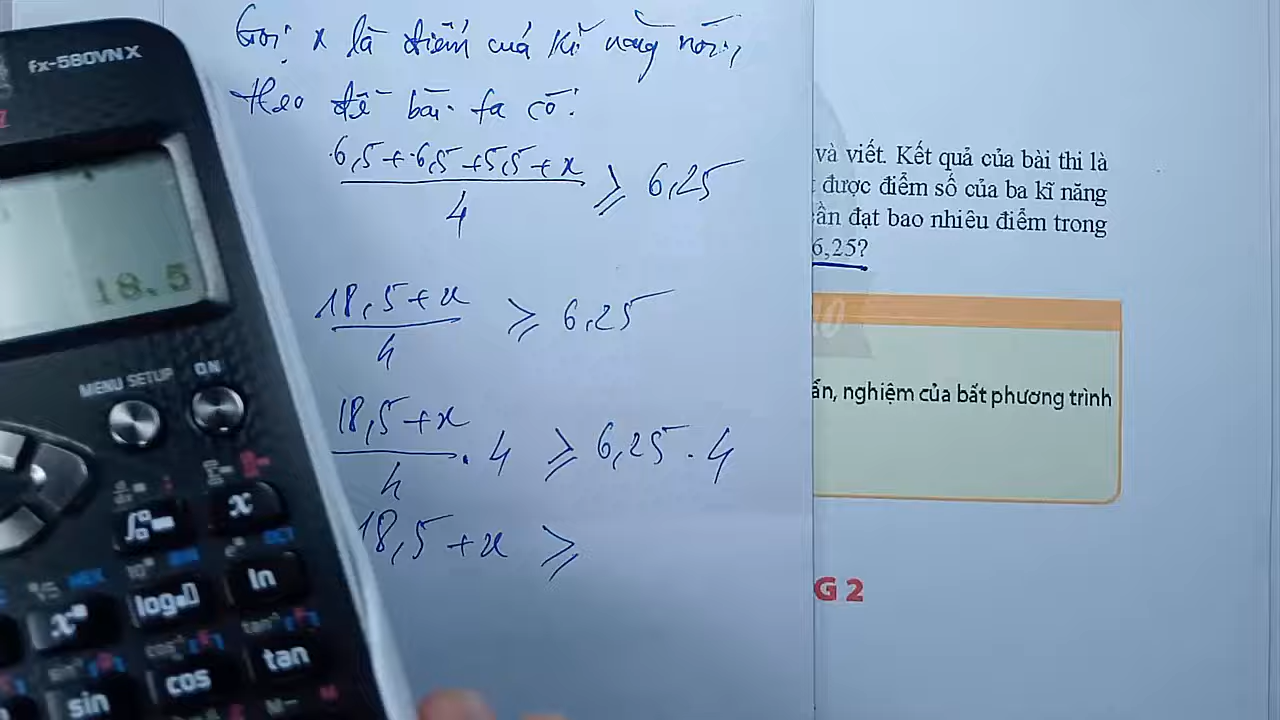 fx-580VN X
18.5
MENU SETUP ON
x
ln
log
sin cos tan
Gọi x là điểm cuả kĩ năng nói,
theo đề bài ta có:
6,5+6,5+5,5+x / 4 ≥ 6,25
18,5+x / 4 ≥ 6,25
18,5+x / 4 . 4 ≥ 6,25 . 4
18,5+x ≥
và viết. Kết quả của bài thi là
được điểm số của ba kĩ năng
ần đạt bao nhiêu điểm trong
6,25?
ẩn, nghiệm của bất phương trình
G 2